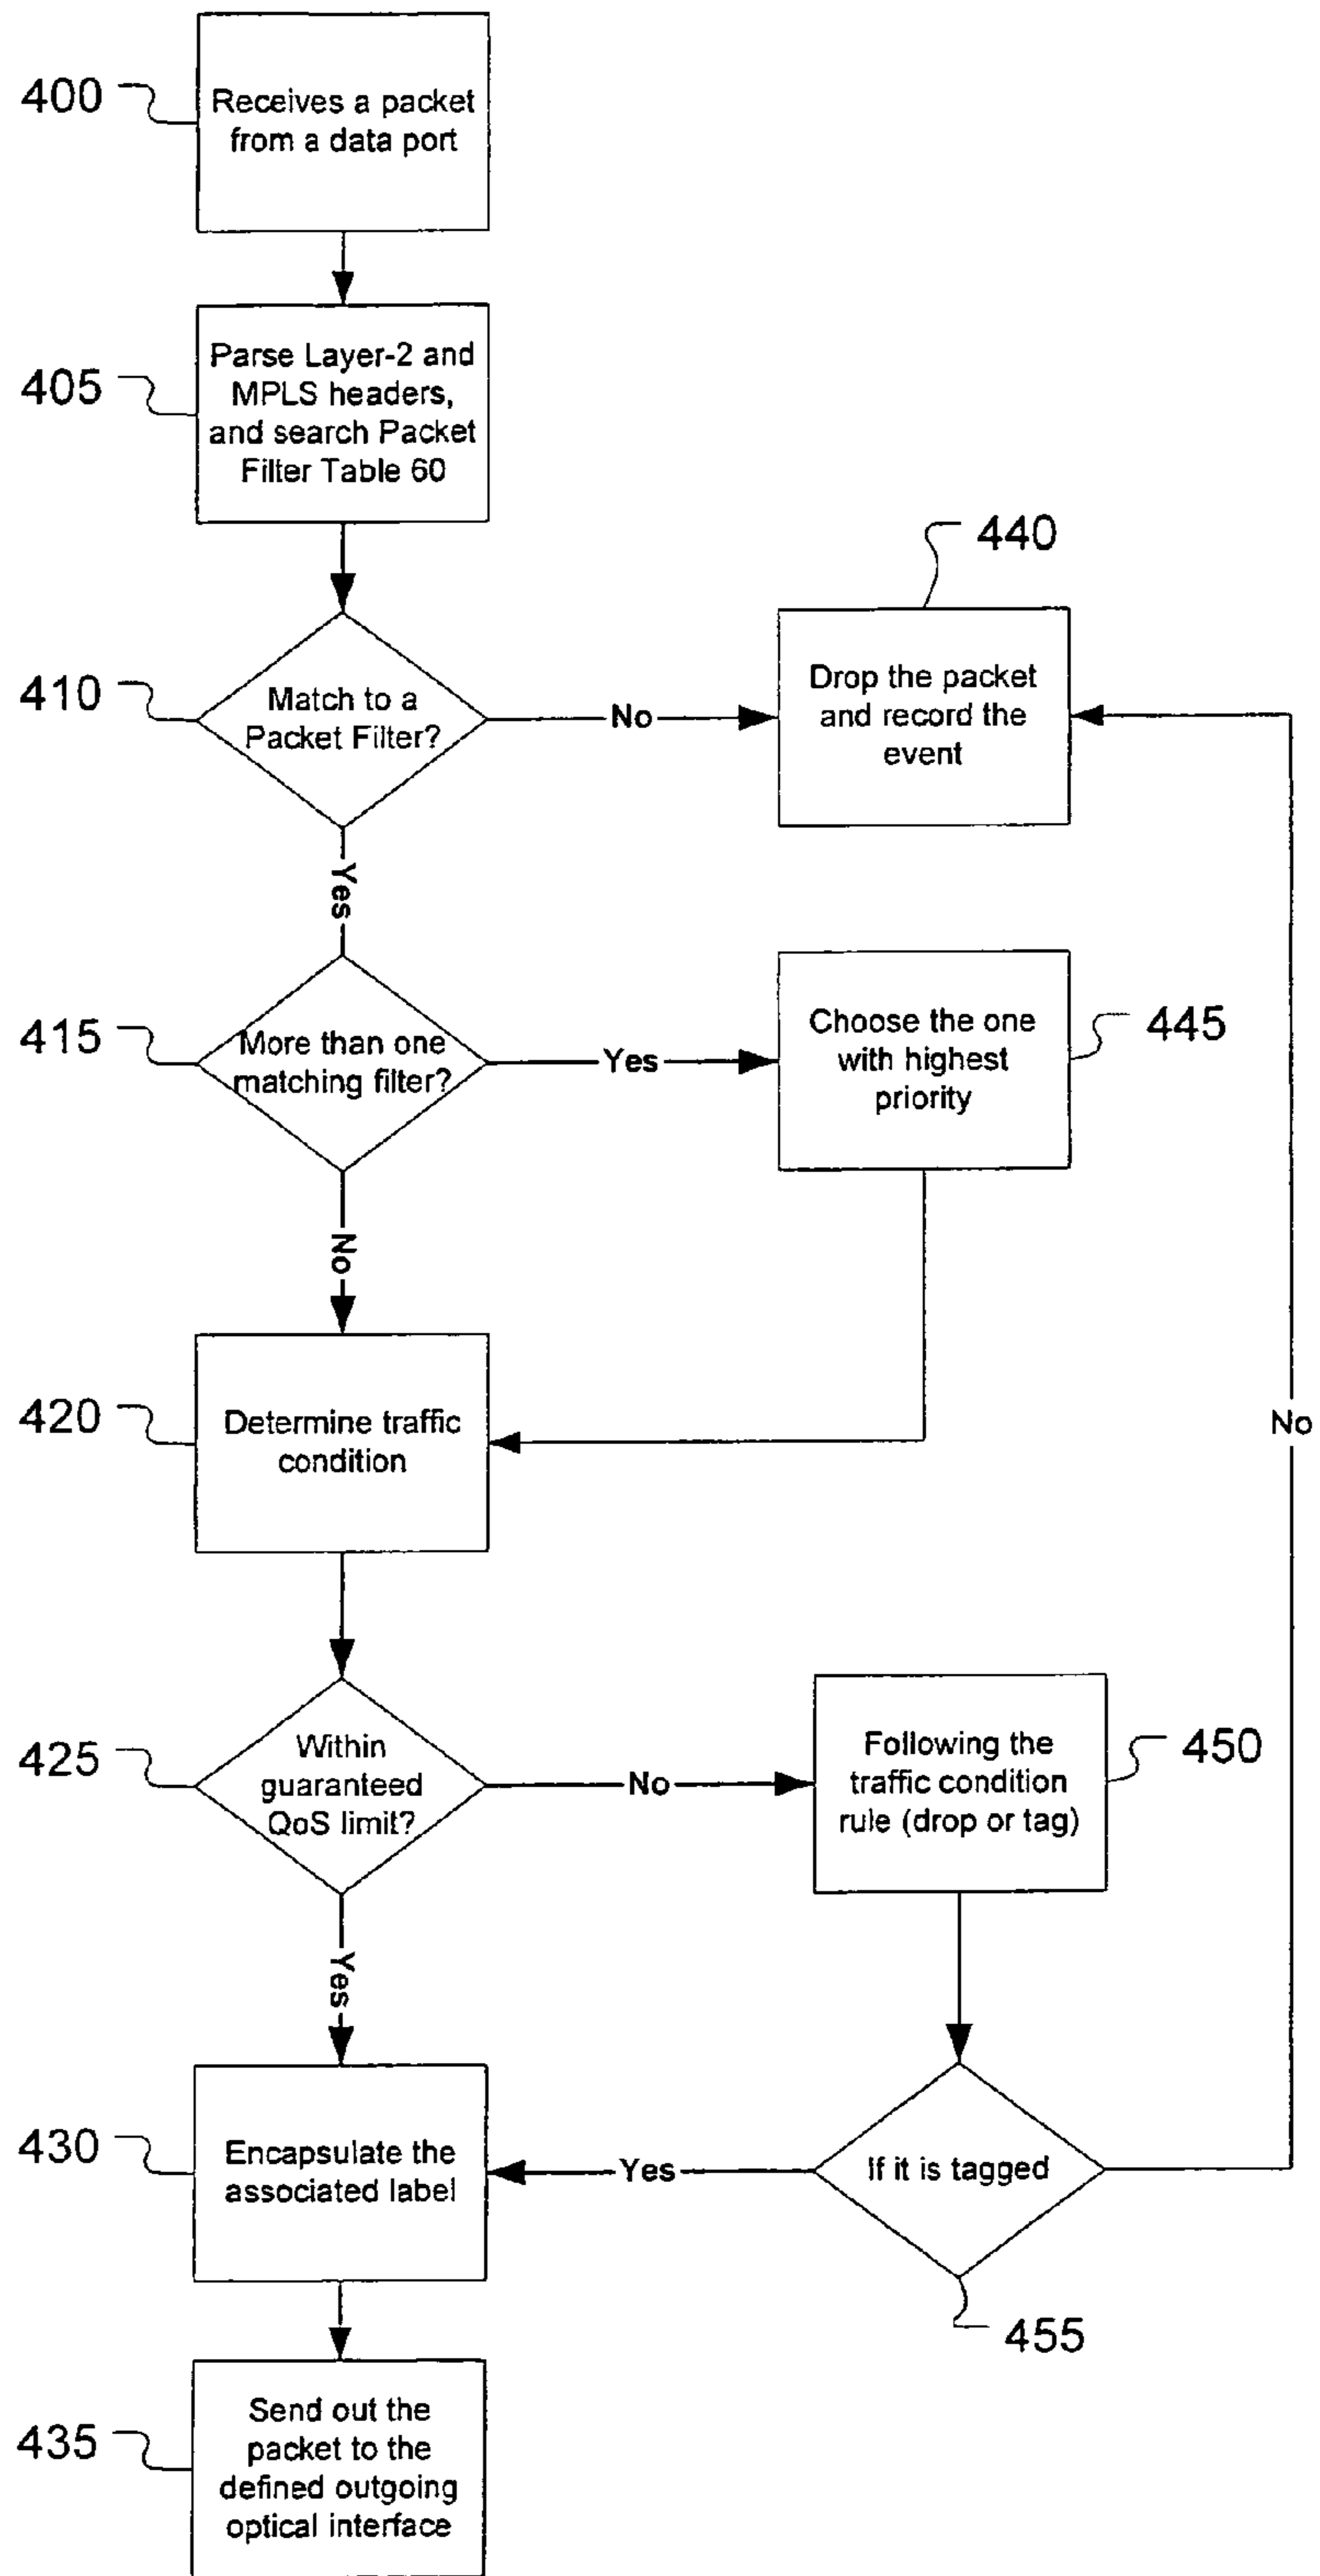 400
Receives a packet
from a data port
405
Parse Layer-2 and
MPLS headers,
and search Packet
Filter Table 60
440
410
Match to a
Packet Filter?
No
Drop the packet
and record the
event
Yes
415
More than one
matching filter?
Yes
Choose the one
with highest
priority
445
No
420
Determine traffic
condition
No
425
Within
guaranteed
QoS limit?
No
Following the
traffic condition
rule (drop or tag)
450
Yes
430
Encapsulate the
associated label
Yes
If it is tagged
455
435
Send out the
packet to the
defined outgoing
optical interface